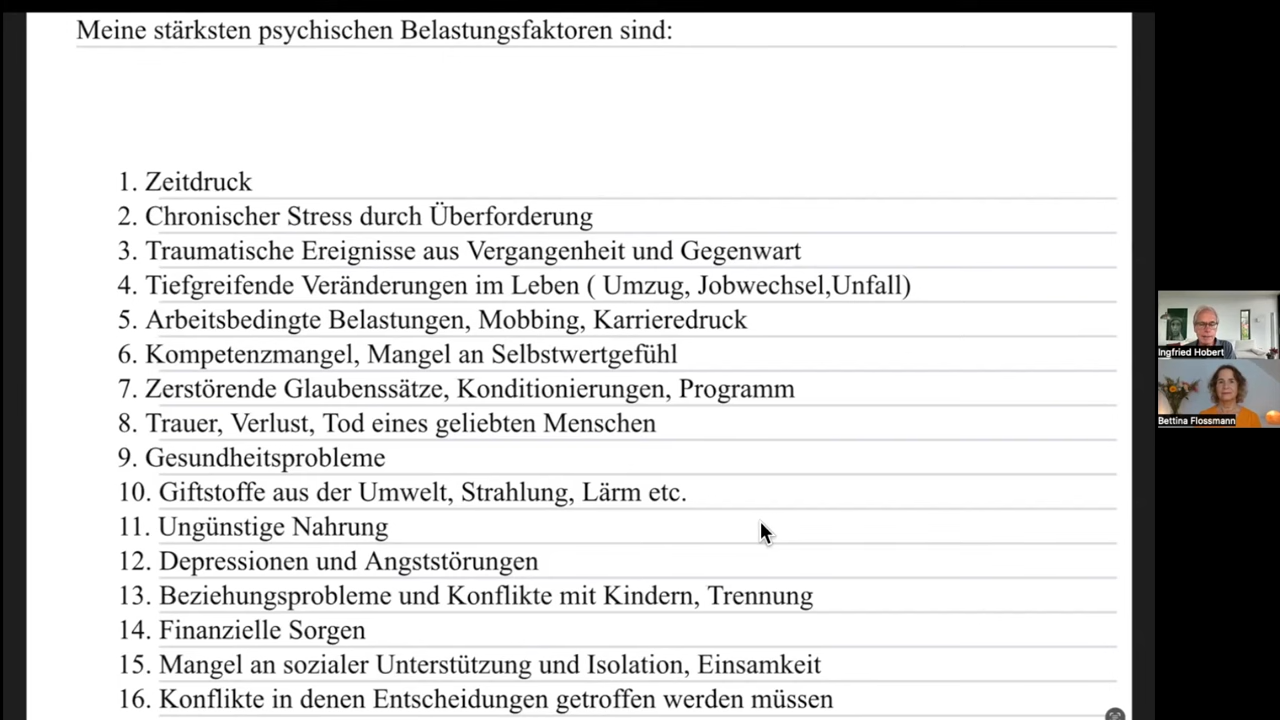 Meine stärksten psychischen Belastungsfaktoren sind:
1. Zeitdruck
2. Chronischer Stress durch Überforderung
3. Traumatische Ereignisse aus Vergangenheit und Gegenwart
4. Tiefgreifende Veränderungen im Leben ( Umzug, Jobwechsel,Unfall)
5. Arbeitsbedingte Belastungen, Mobbing, Karrieredruck
6. Kompetenzmangel, Mangel an Selbstwertgefühl
7. Zerstörende Glaubenssätze, Konditionierungen, Programm
8. Trauer, Verlust, Tod eines geliebten Menschen
9. Gesundheitsprobleme
10. Giftstoffe aus der Umwelt, Strahlung, Lärm etc.
11. Ungünstige Nahrung
12. Depressionen und Angststörungen
13. Beziehungsprobleme und Konflikte mit Kindern, Trennung
14. Finanzielle Sorgen
15. Mangel an sozialer Unterstützung und Isolation, Einsamkeit
16. Konflikte in denen Entscheidungen getroffen werden müssen
Ingfried Hobert
Bettina Flossmann